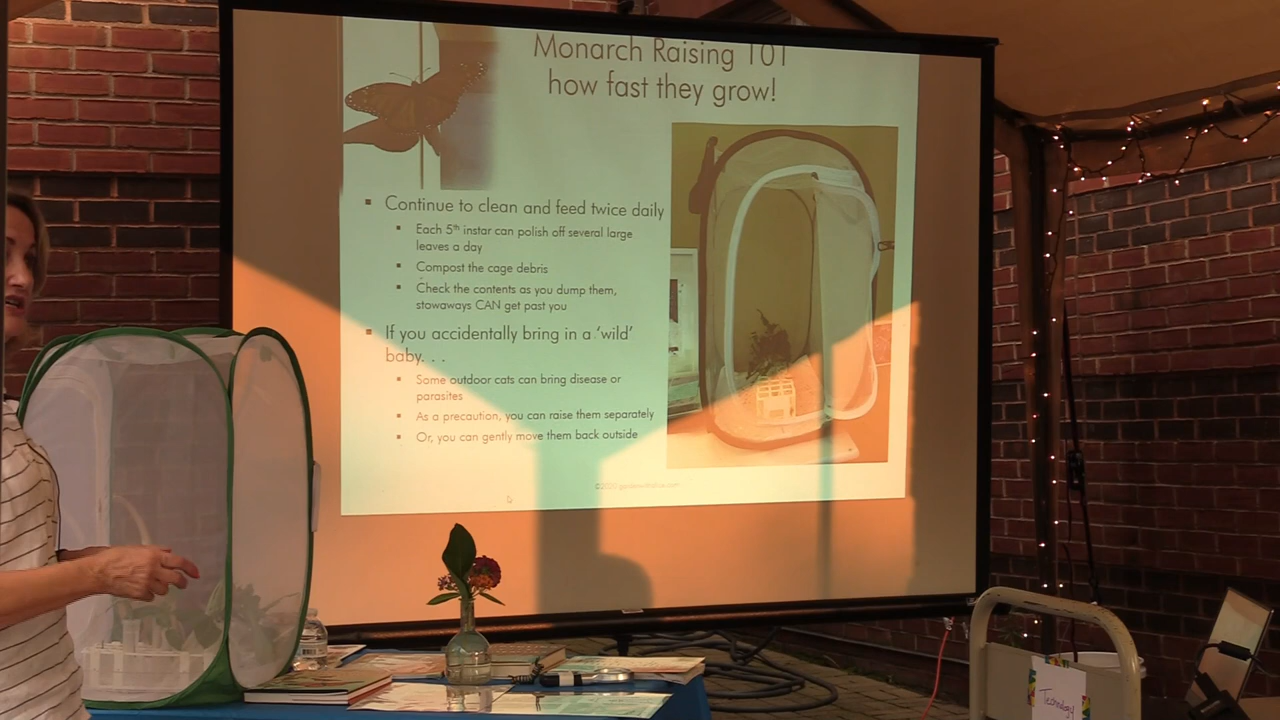 Monarch Raising 101
how fast they grow!
Continue to clean and feed twice daily
Each 5th instar can polish off several large
leaves a day
Compost the cage debris
Check the contents as you dump them,
stowaways CAN get past you
If you accidentally bring in a 'wild'
baby. . .
Some outdoor cats can bring disease or
parasites
As a precaution, you can raise them separately
Or, you can gently move them back outside
Technology